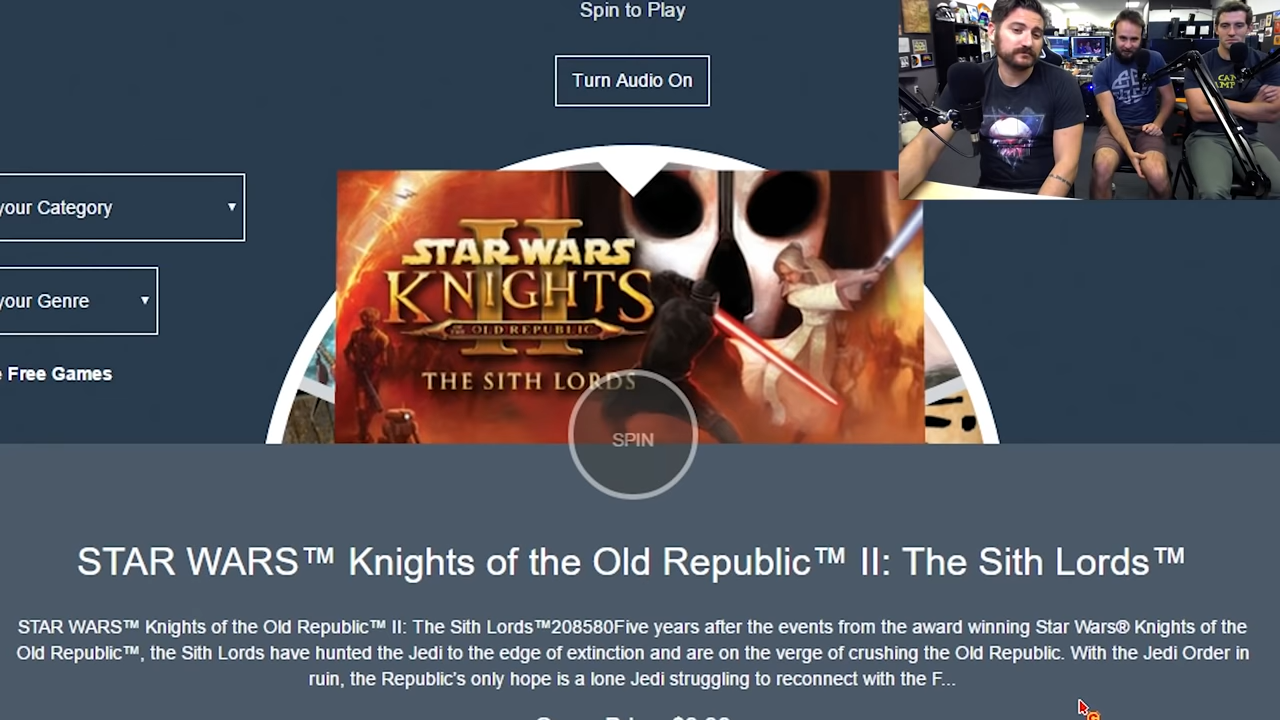 Spin to Play
Turn Audio On
your Category
your Genre
Free Games
STAR WARS
II
KNIGHTS
OF THE OLD REPUBLIC
THE SITH LORDS
SPIN
STAR WARS™ Knights of the Old Republic™ II: The Sith Lords™
STAR WARS™ Knights of the Old Republic™ II: The Sith Lords™208580Five years after the events from the award winning Star Wars® Knights of the
Old Republic™, the Sith Lords have hunted the Jedi to the edge of extinction and are on the verge of crushing the Old Republic. With the Jedi Order in
ruin, the Republic's only hope is a lone Jedi struggling to reconnect with the F...